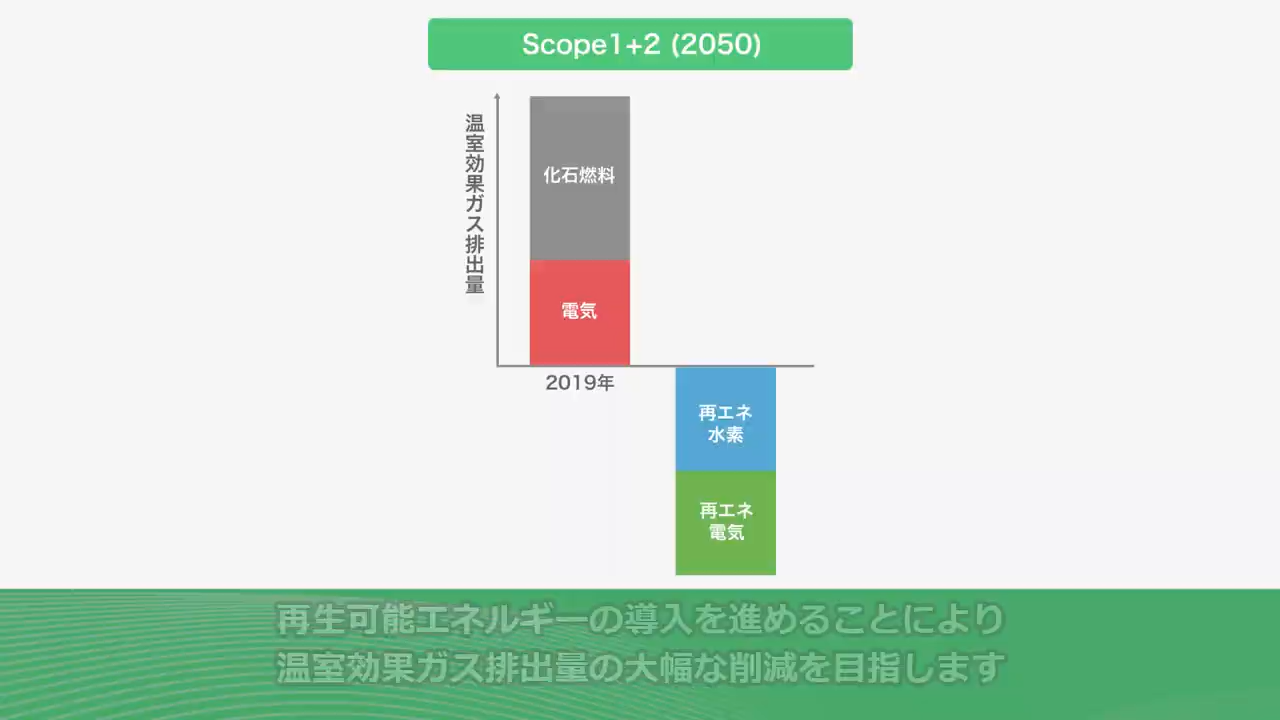 Scope1+2 (2050)
温室効果ガス排出量
化石燃料
電気
2019年
再エネ
水素
再エネ
電気
再生可能エネルギーの導入を進めることにより
温室効果ガス排出量の大幅な削減を目指します